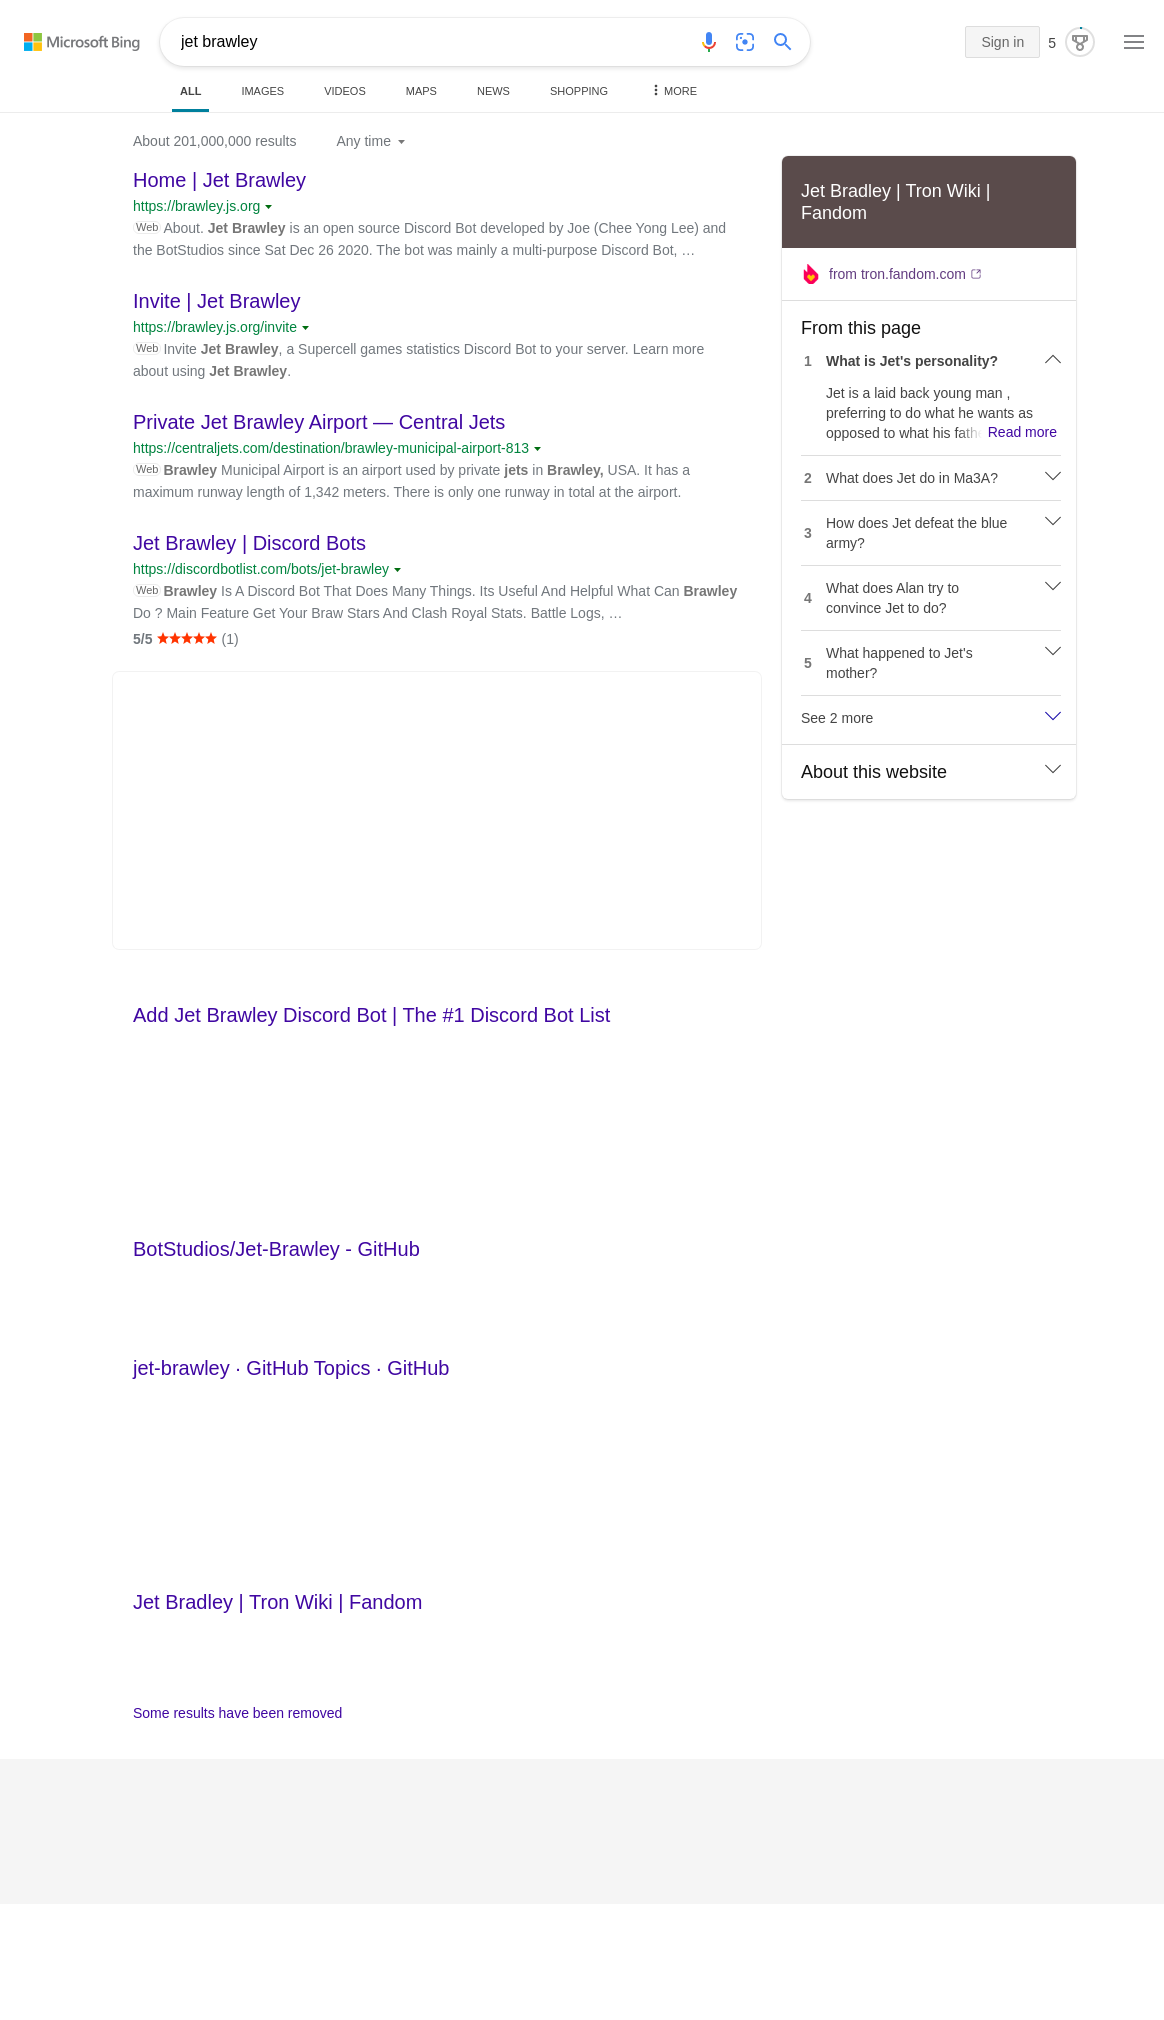 Microsoft Bing
jet brawley
Sign in
5
ALL
IMAGES
VIDEOS
MAPS
NEWS
SHOPPING
MORE
About 201,000,000 results
Any time
Home | Jet Brawley
https://brawley.js.org
Web About. Jet Brawley is an open source Discord Bot developed by Joe (Chee Yong Lee) and
the BotStudios since Sat Dec 26 2020. The bot was mainly a multi-purpose Discord Bot, …
Invite | Jet Brawley
https://brawley.js.org/invite
Web Invite Jet Brawley, a Supercell games statistics Discord Bot to your server. Learn more
about using Jet Brawley.
Private Jet Brawley Airport — Central Jets
https://centraljets.com/destination/brawley-municipal-airport-813
Web Brawley Municipal Airport is an airport used by private jets in Brawley, USA. It has a
maximum runway length of 1,342 meters. There is only one runway in total at the airport.
Jet Brawley | Discord Bots
https://discordbotlist.com/bots/jet-brawley
Web Brawley Is A Discord Bot That Does Many Things. Its Useful And Helpful What Can Brawley
Do ? Main Feature Get Your Braw Stars And Clash Royal Stats. Battle Logs, …
5/5 ★★★★★ (1)
Add Jet Brawley Discord Bot | The #1 Discord Bot List
BotStudios/Jet-Brawley - GitHub
jet-brawley · GitHub Topics · GitHub
Jet Bradley | Tron Wiki | Fandom
Some results have been removed
Jet Bradley | Tron Wiki |
Fandom
from tron.fandom.com
From this page
1 What is Jet's personality?
Jet is a laid back young man ,
preferring to do what he wants as
opposed to what his fathe Read more
2 What does Jet do in Ma3A?
3 How does Jet defeat the blue
army?
4 What does Alan try to
convince Jet to do?
5 What happened to Jet's
mother?
See 2 more
About this website